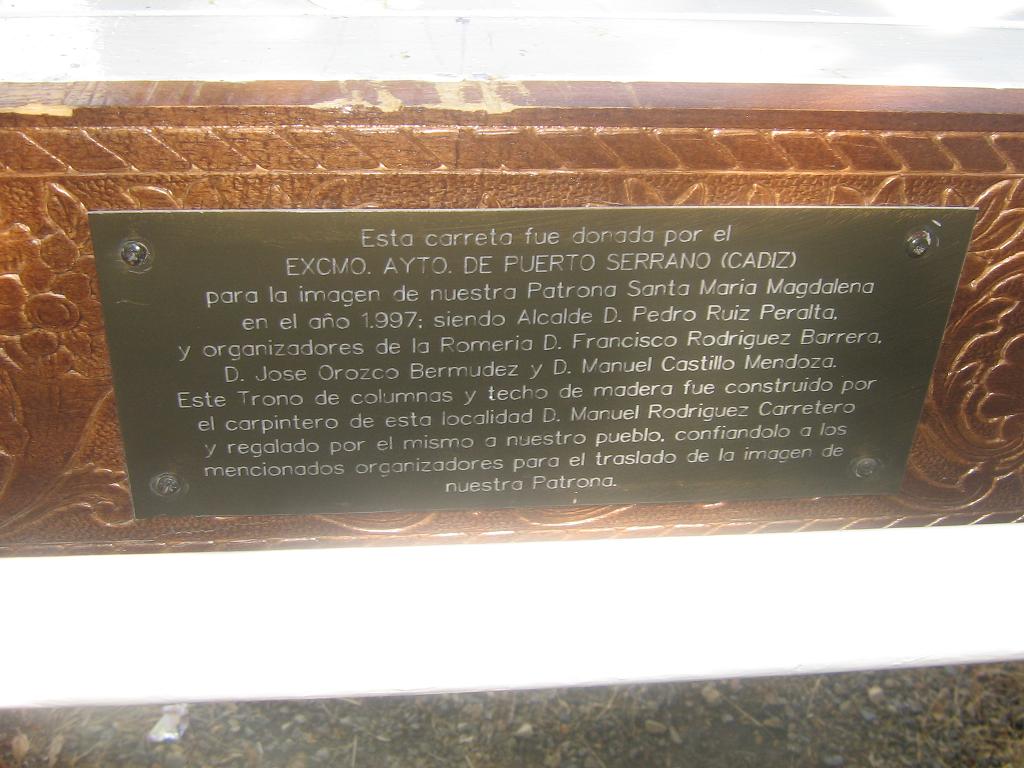 Esta carreta fue donada por el
EXCMO. AYTO. DE PUERTO SERRANO (CADIZ)
para la imagen de nuestra Patrona Santa Maria Magdalena
en el año 1.997; siendo Alcalde D. Pedro Ruiz Peralta,
y organizadores de la Romeria D. Francisco Rodriguez Barrera,
D. Jose Orozco Bermudez y D. Manuel Castillo Mendoza.
Este Trono de columnas y techo de madera fue construido por
el carpintero de esta localidad D. Manuel Rodriguez Carretero
y regalado por el mismo a nuestro pueblo, confiandolo a los
mencionados organizadores para el traslado de la imagen de
nuestra Patrona.